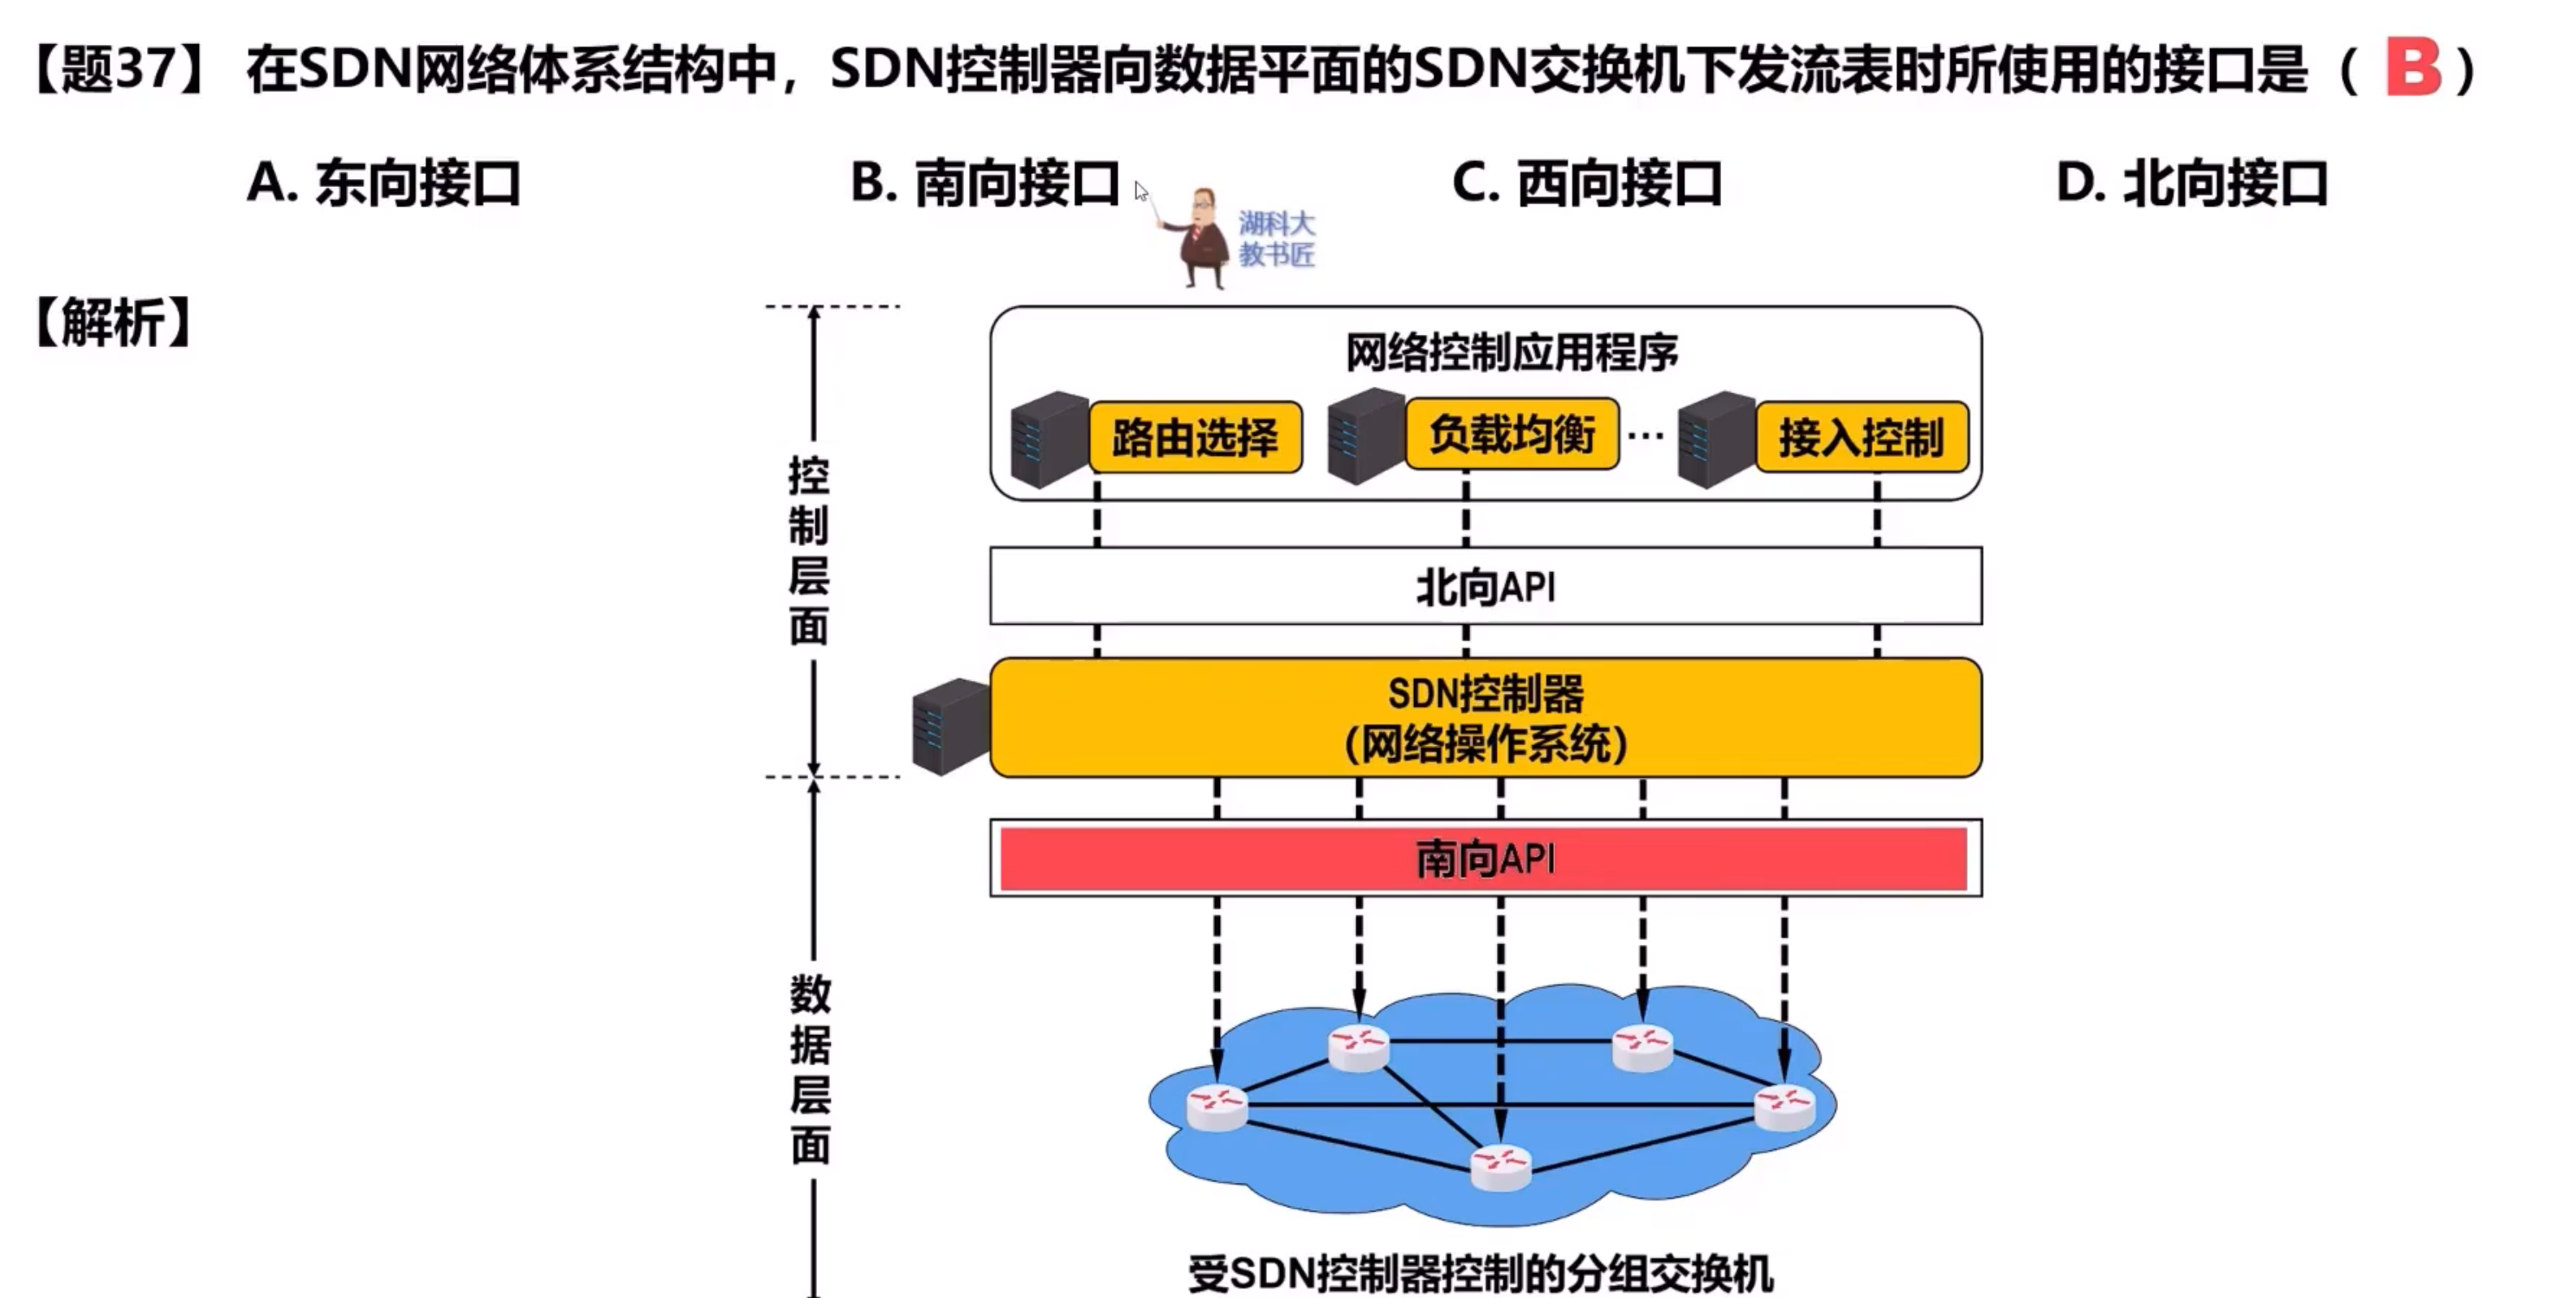 【题37】 在SDN网络体系结构中，SDN控制器向数据平面的SDN交换机下发流表时所使用的接口是（ B ）
A. 东向接口 B. 南向接口 C. 西向接口 D. 北向接口
湖科大
教书匠
【解析】
网络控制应用程序
路由选择 负载均衡 … 接入控制
控制层面
北向API
SDN控制器
（网络操作系统）
南向API
数据层面
受SDN控制器控制的分组交换机